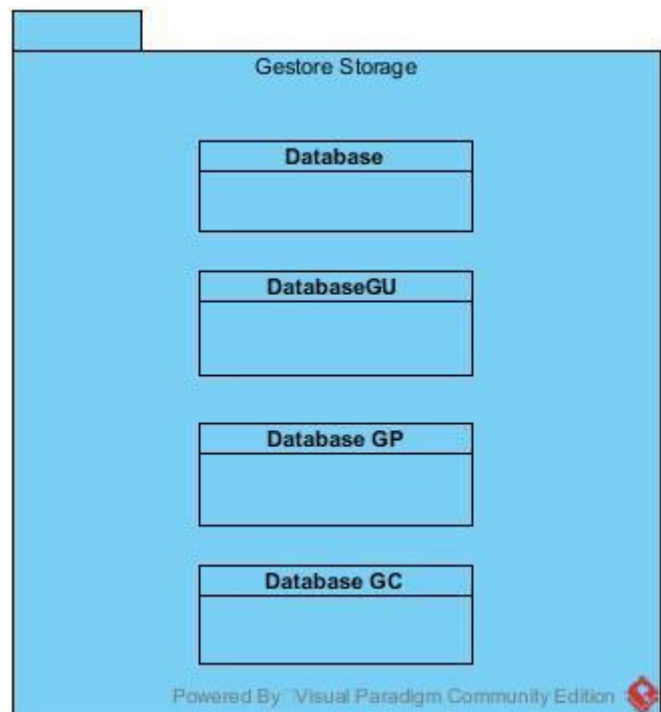 Gestore Storage
Database
DatabaseGU
Database GP
Database GC
Powered By Visual Paradigm Community Edition